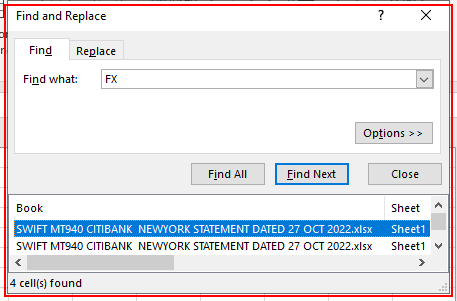 Find and Replace
Find Replace
Find what: FX
Options >>
Find All Find Next Close
Book Sheet
SWIFT MT940 CITIBANK  NEWYORK STATEMENT DATED 27 OCT 2022.xlsx Sheet1
SWIFT MT940 CITIBANK  NEWYORK STATEMENT DATED 27 OCT 2022.xlsx Sheet1
4 cell(s) found